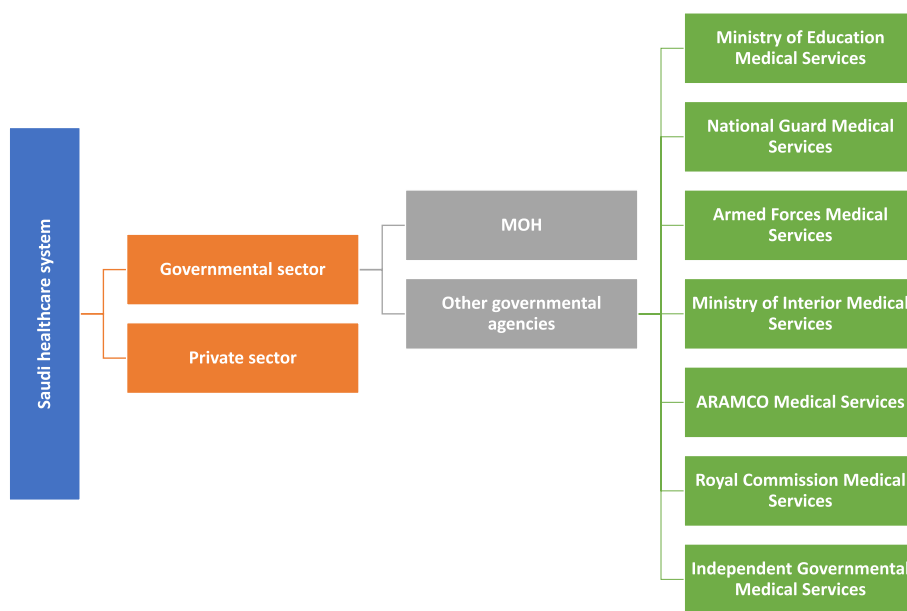 Saudi healthcare system
Governmental sector
Private sector
MOH
Other governmental
agencies
Ministry of Education
Medical Services
National Guard Medical
Services
Armed Forces Medical
Services
Ministry of Interior Medical
Services
ARAMCO Medical Services
Royal Commission Medical
Services
Independent Governmental
Medical Services